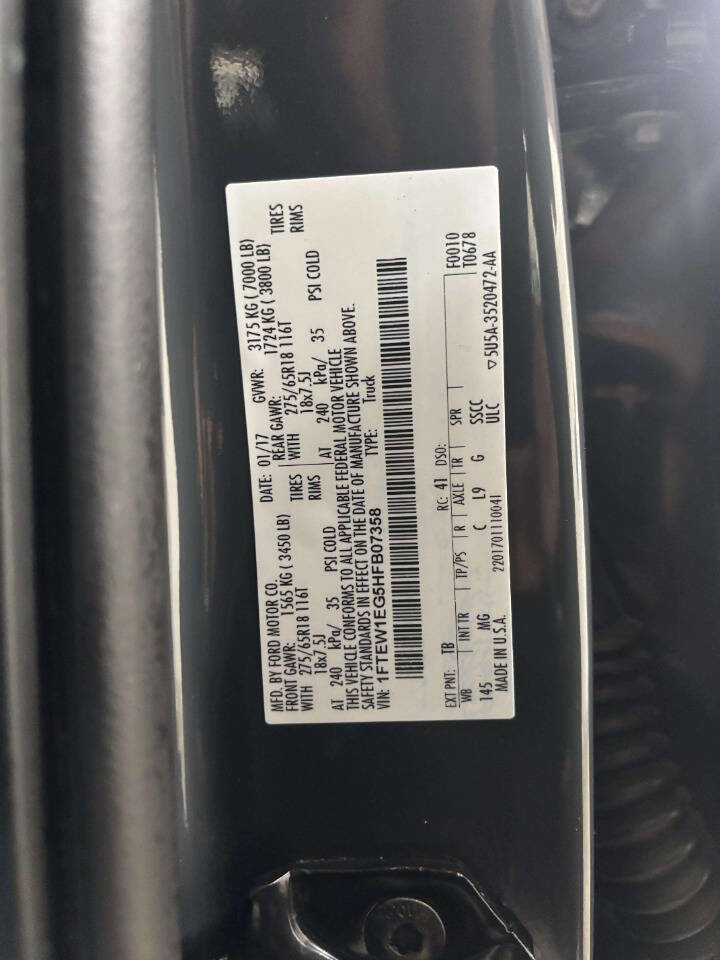 MFD. BY FORD MOTOR CO.
DATE: 01/17 GVWR: 3175 KG ( 7000 LB)
FRONT GAWR: 1565 KG ( 3450 LB) REAR GAWR: 1724 KG ( 3800 LB)
WITH 275/65R18 116T TIRES WITH 275/65R18 116T TIRES
18x7.5J RIMS 18x7.5J RIMS
AT 240 kPa/ 35 PSI COLD AT 240 kPa/ 35 PSI COLD
THIS VEHICLE CONFORMS TO ALL APPLICABLE FEDERAL MOTOR VEHICLE
SAFETY STANDARDS IN EFFECT ON THE DATE OF MANUFACTURE SHOWN ABOVE.
VIN: 1FTEW1EG5HFB07358 TYPE: Truck
F0010
T0678
EXT PNT: TB RC: 41 DSO:
WB INT TR TP/PS R AXLE TR SPR
145 MG C L9 G SSCC
MADE IN U.S.A. 2201701110041 ULC
▽5U5A-3520472-AA